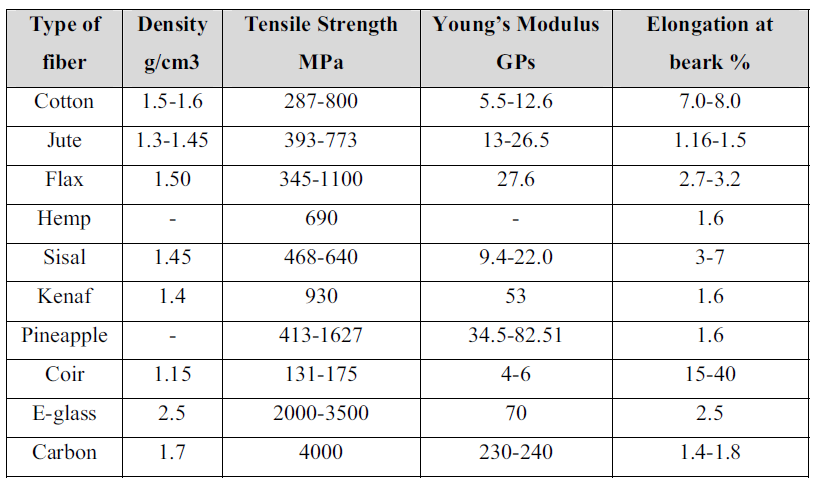 Type of fiber Density g/cm3 Tensile Strength MPa Young's Modulus GPs Elongation at beark %
Cotton 1.5-1.6 287-800 5.5-12.6 7.0-8.0
Jute 1.3-1.45 393-773 13-26.5 1.16-1.5
Flax 1.50 345-1100 27.6 2.7-3.2
Hemp - 690 - 1.6
Sisal 1.45 468-640 9.4-22.0 3-7
Kenaf 1.4 930 53 1.6
Pineapple - 413-1627 34.5-82.51 1.6
Coir 1.15 131-175 4-6 15-40
E-glass 2.5 2000-3500 70 2.5
Carbon 1.7 4000 230-240 1.4-1.8